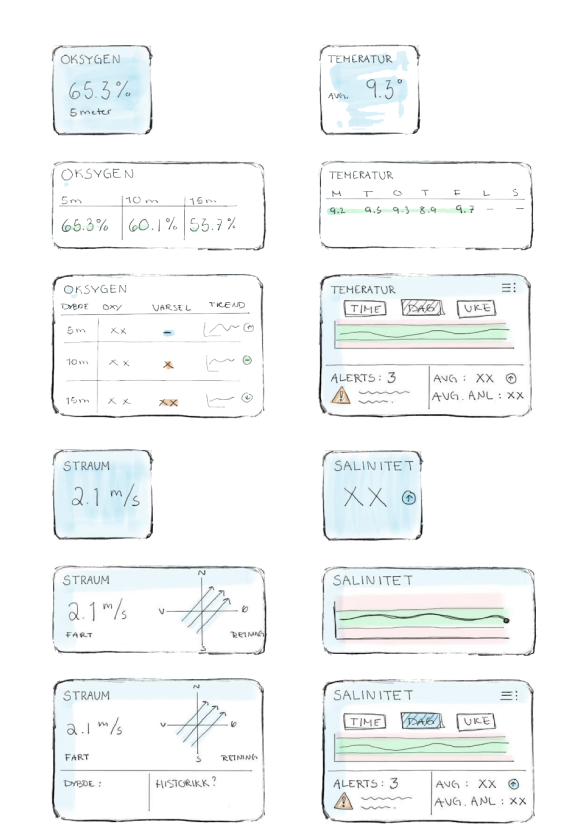 OKSYGEN
65.3%
5 meter
TEMERATUR
AVG. 9.3°
OKSYGEN
5m 10m 15m
65.3% 60.1% 55.7%
TEMERATUR
M T O T F L S
9.2 9.5 9.3 8.9 9.7 - -
OKSYGEN
DYBDE OXY VARSEL TREND
5m XX -
10m XX X
15m XX XX
TEMERATUR
TIME DAG UKE
ALERTS: 3
AVG: XX
AVG. ANL: XX
STRAUM
2.1 m/s
SALINITET
XX
STRAUM
2.1 m/s
FART
N
V Ø
S
RETNING
SALINITET
STRAUM
2.1 m/s
FART
N
V Ø
S
RETNING
DYBDE:
HISTORIKK?
SALINITET
TIME DAG UKE
ALERTS: 3
AVG: XX
AVG. ANL: XX